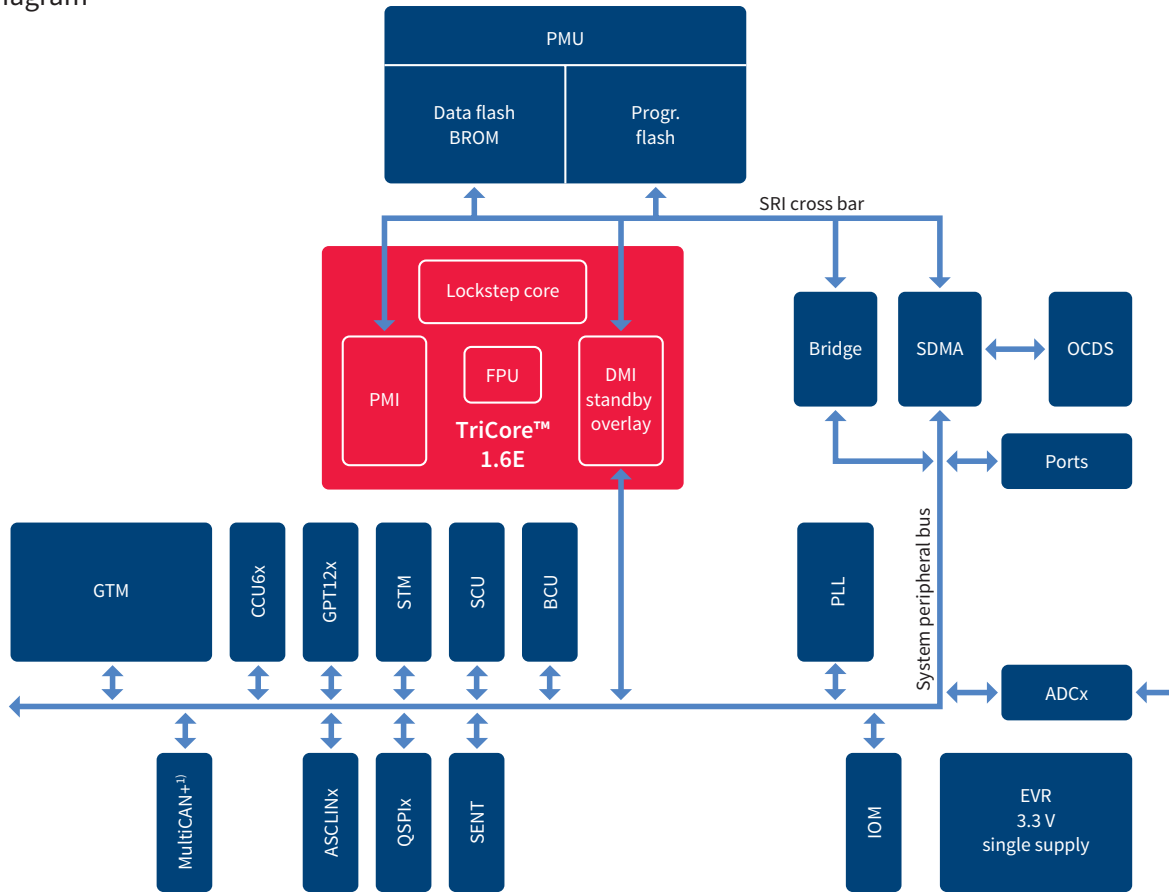 PMU
Data flash
BROM
Progr.
flash
SRI cross bar
Lockstep core
PMI
FPU
DMI
standby
overlay
TriCore™
1.6E
Bridge
SDMA
OCDS
Ports
System peripheral bus
GTM
CCU6x
GPT12x
STM
SCU
BCU
PLL
ADCx
MultiCAN+1)
ASCLINx
QSPIx
SENT
IOM
EVR
3.3 V
single supply